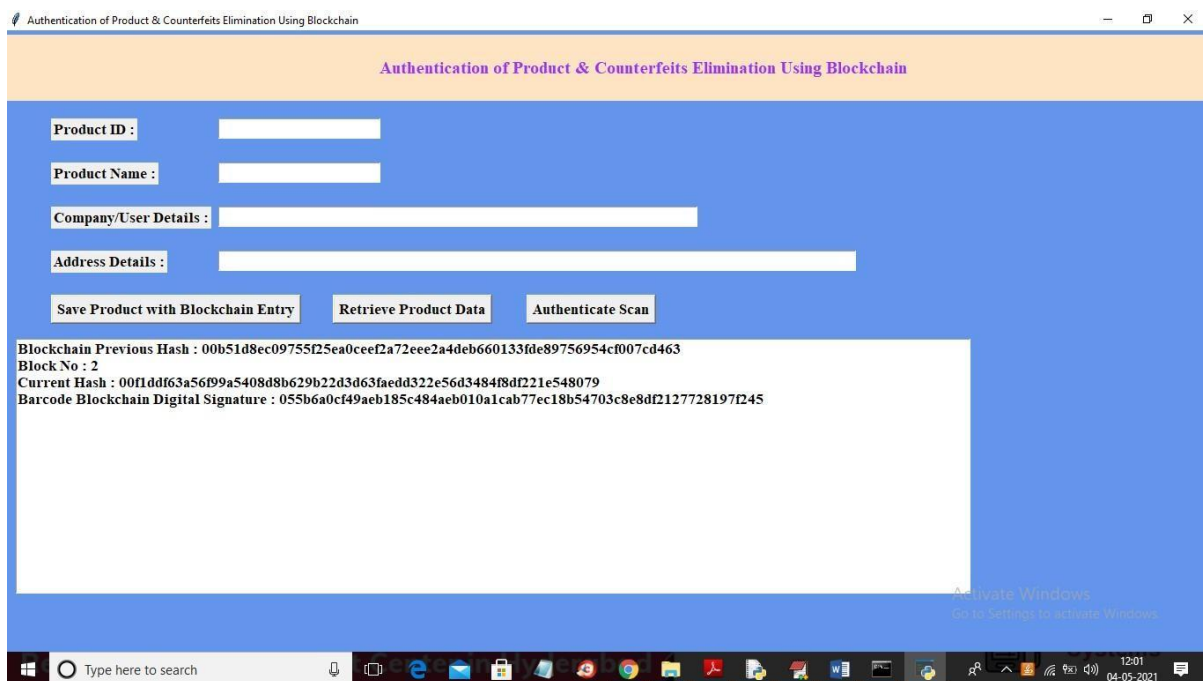 Authentication of Product & Counterfeits Elimination Using Blockchain
Authentication of Product & Counterfeits Elimination Using Blockchain
Product ID :
Product Name :
Company/User Details :
Address Details :
Save Product with Blockchain Entry Retrieve Product Data Authenticate Scan
Blockchain Previous Hash : 00b51d8ec09755f25ea0ceef2a72eee2a4deb660133fde89756954cf007cd463
Block No : 2
Current Hash : 00f1ddf63a56f99a5408d8b629b22d3d63faedd322e56d3484f8df221e548079
Barcode Blockchain Digital Signature : 055b6a0cf49aeb185c484aeb010a1cab77ec18b54703c8e8df2127728197f245
Activate Windows
Go to Settings to activate Windows.
Type here to search
12:01
04-05-2021